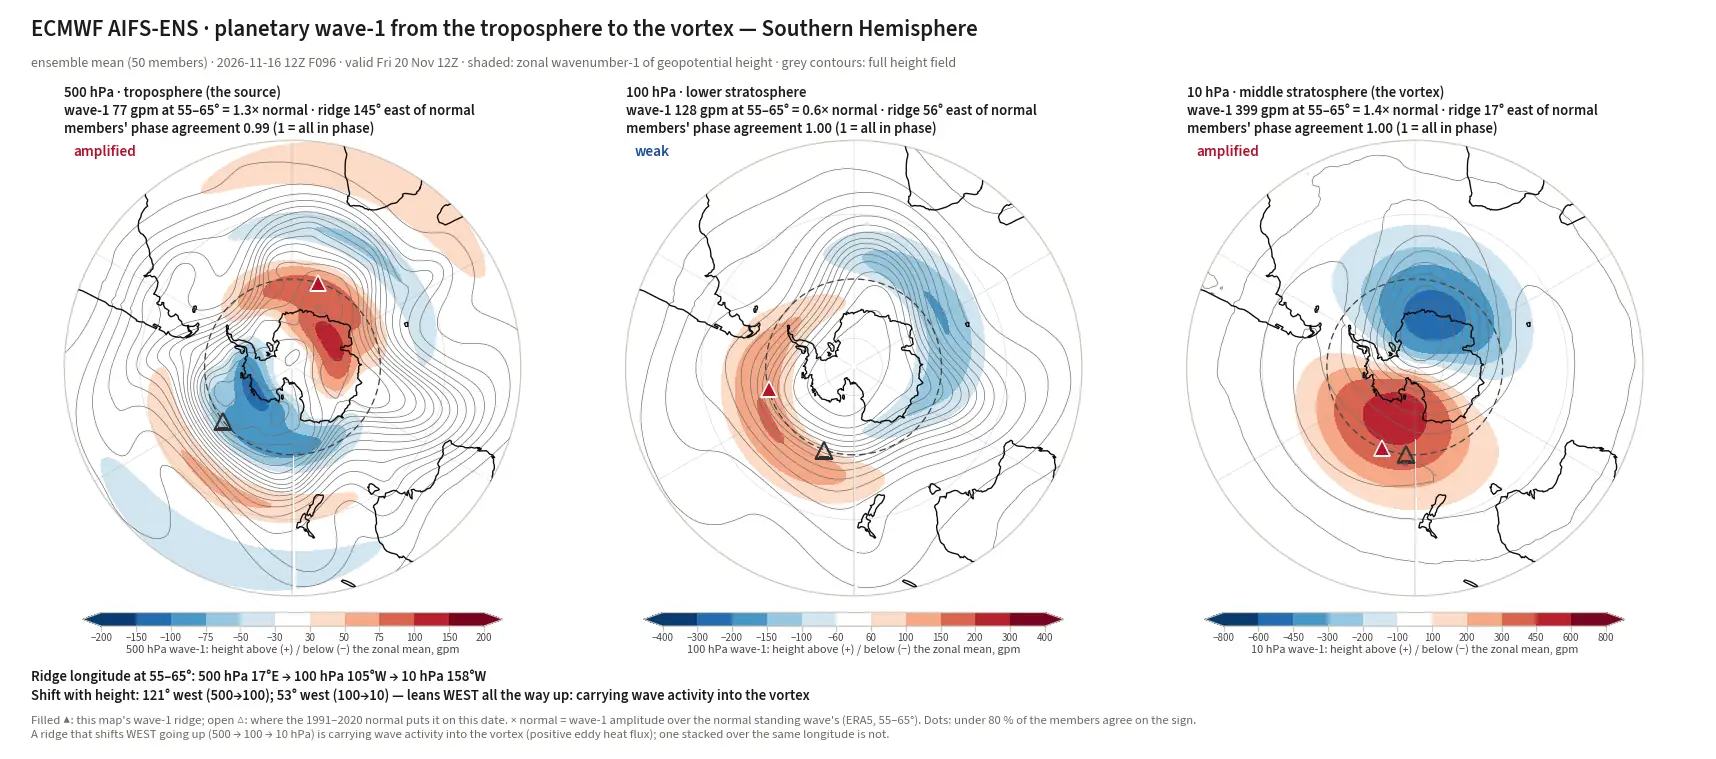 ECMWF AIFS-ENS · planetary wave-1 from the troposphere to the vortex — Southern Hemisphere
ensemble mean (50 members) · 2026-11-16 12Z F096 · valid Fri 20 Nov 12Z · shaded: zonal wavenumber-1 of geopotential height · grey contours: full height field
500 hPa · troposphere (the source)
wave-1 77 gpm at 55–65° = 1.3× normal · ridge 145° east of normal
members' phase agreement 0.99 (1 = all in phase)
amplified
100 hPa · lower stratosphere
wave-1 128 gpm at 55–65° = 0.6× normal · ridge 56° east of normal
members' phase agreement 1.00 (1 = all in phase)
weak
10 hPa · middle stratosphere (the vortex)
wave-1 399 gpm at 55–65° = 1.4× normal · ridge 17° east of normal
members' phase agreement 1.00 (1 = all in phase)
amplified
−200 −150 −100 −75 −50 −30 30 50 75 100 150 200
500 hPa wave-1: height above (+) / below (−) the zonal mean, gpm
−400 −300 −200 −150 −100 −60 60 100 150 200 300 400
100 hPa wave-1: height above (+) / below (−) the zonal mean, gpm
−800 −600 −450 −300 −200 −100 100 200 300 450 600 800
10 hPa wave-1: height above (+) / below (−) the zonal mean, gpm
Ridge longitude at 55–65°: 500 hPa 17°E → 100 hPa 105°W → 10 hPa 158°W
Shift with height: 121° west (500→100); 53° west (100→10) — leans WEST all the way up: carrying wave activity into the vortex
Filled ▲: this map's wave-1 ridge; open △: where the 1991–2020 normal puts it on this date. × normal = wave-1 amplitude over the normal standing wave's (ERA5, 55–65°). Dots: under 80 % of the members agree on the sign.
A ridge that shifts WEST going up (500 → 100 → 10 hPa) is carrying wave activity into the vortex (positive eddy heat flux); one stacked over the same longitude is not.